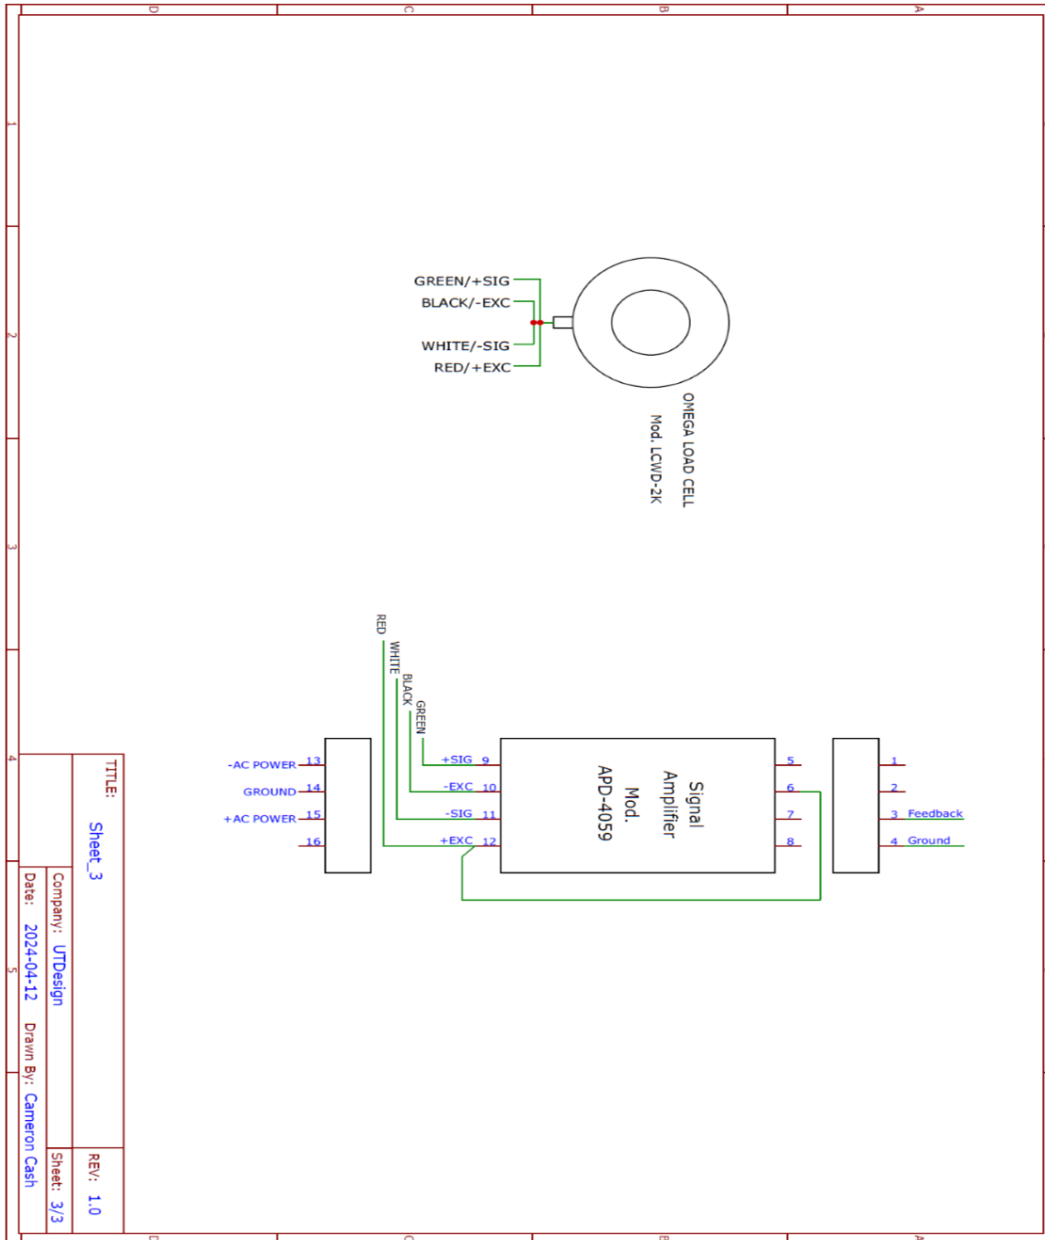 D
C
B
A
1
2
3
4
5
GREEN/+SIG
BLACK/-EXC
WHITE/-SIG
RED/+EXC
OMEGA LOAD CELL
Mod. LCWD-2K
RED
WHITE
BLACK
GREEN
-AC POWER 13
GROUND 14
+AC POWER 15
16
+SIG 9
-EXC 10
-SIG 11
+EXC 12
Signal
Amplifier
Mod.
APD-4059
5
6
7
8
1
2
3 Feedback
4 Ground
TITLE:
Sheet_3
REV: 1.0
Company: UTDesign
Sheet: 3/3
Date: 2024-04-12 Drawn By: Cameron Cash
D
C
B
A